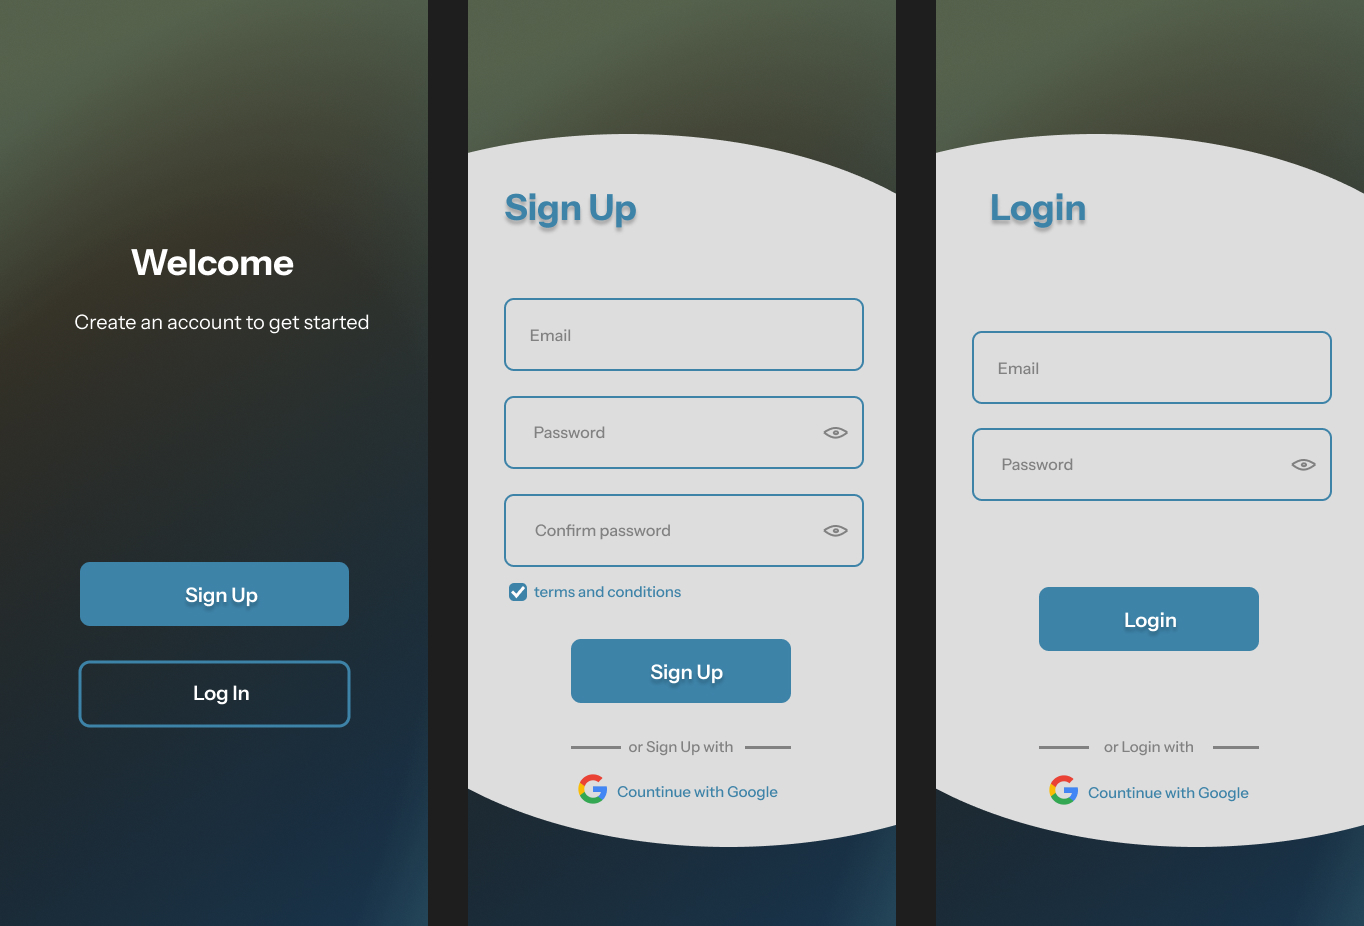 Welcome
Create an account to get started
Sign Up
Log In
Sign Up
Email
Password
Confirm password
terms and conditions
Sign Up
or Sign Up with
Countinue with Google
Login
Email
Password
Login
or Login with
Countinue with Google